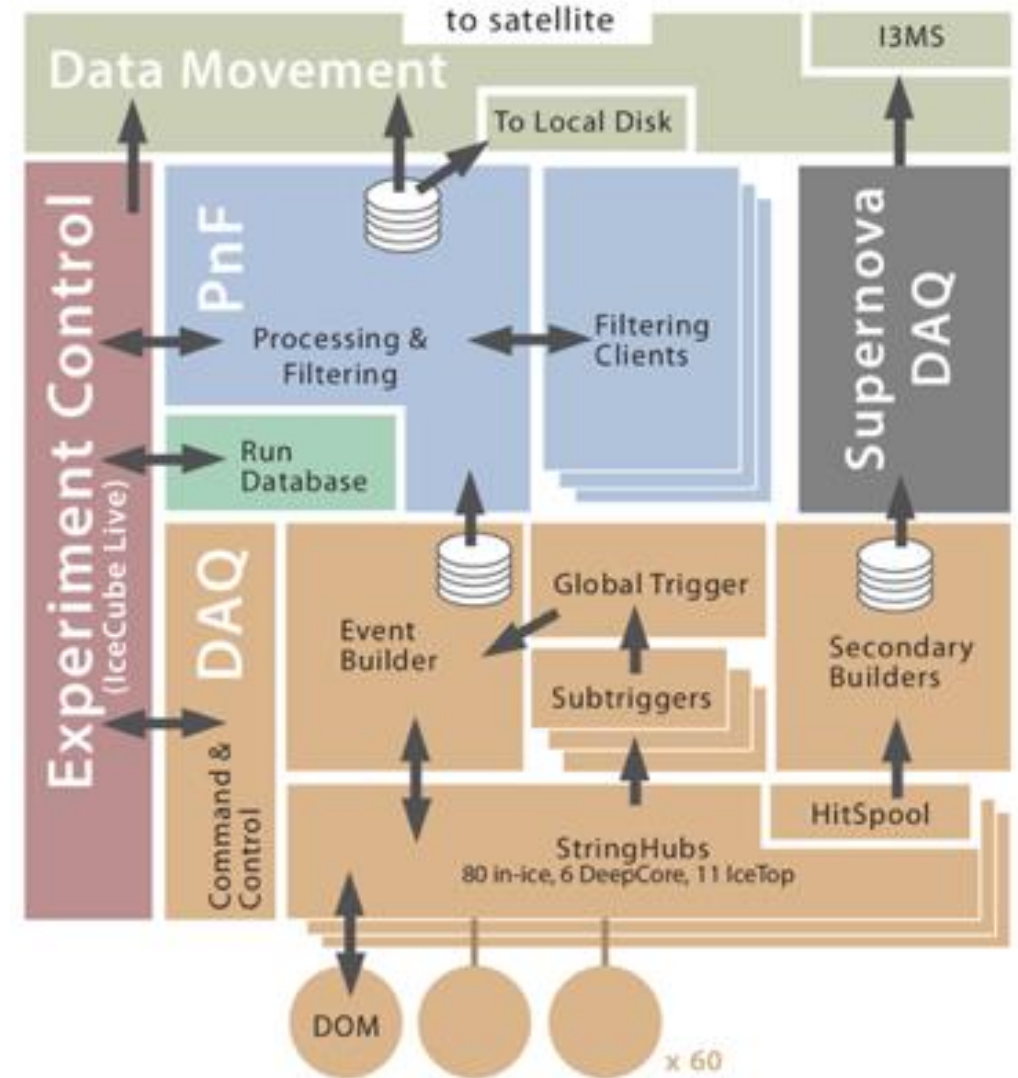 to satellite
I3MS
Data Movement
To Local Disk
Experiment Control
(IceCube Live)
PnF
Processing &
Filtering
Filtering
Clients
Supernova
DAQ
Run
Database
DAQ
Command &
Control
Event
Builder
Global Trigger
Subtriggers
Secondary
Builders
HitSpool
StringHubs
80 in-ice, 6 DeepCore, 11 IceTop
DOM
x 60